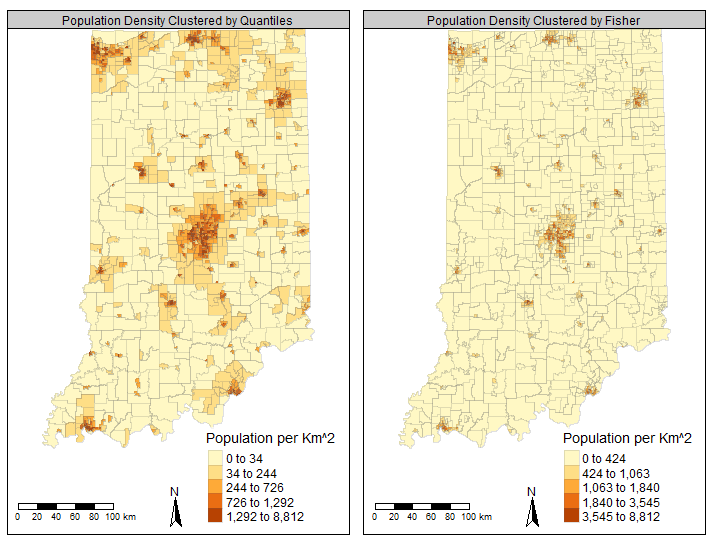 Population Density Clustered by Quantiles
Population per Km^2
0 to 34
34 to 244
244 to 726
726 to 1,292
1,292 to 8,812
N
0 20 40 60 80 100 km
Population Density Clustered by Fisher
Population per Km^2
0 to 424
424 to 1,063
1,063 to 1,840
1,840 to 3,545
3,545 to 8,812
N
0 20 40 60 80 100 km